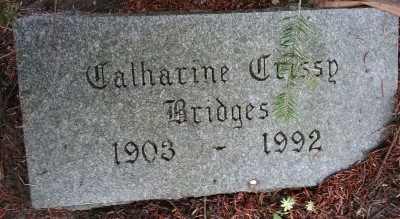 Catharine Crissy
Bridges
1903 - 1992